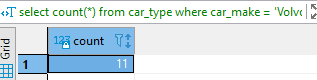 select count(*) from car_type where car_make = 'Volvo
Grid
123 count
1
11